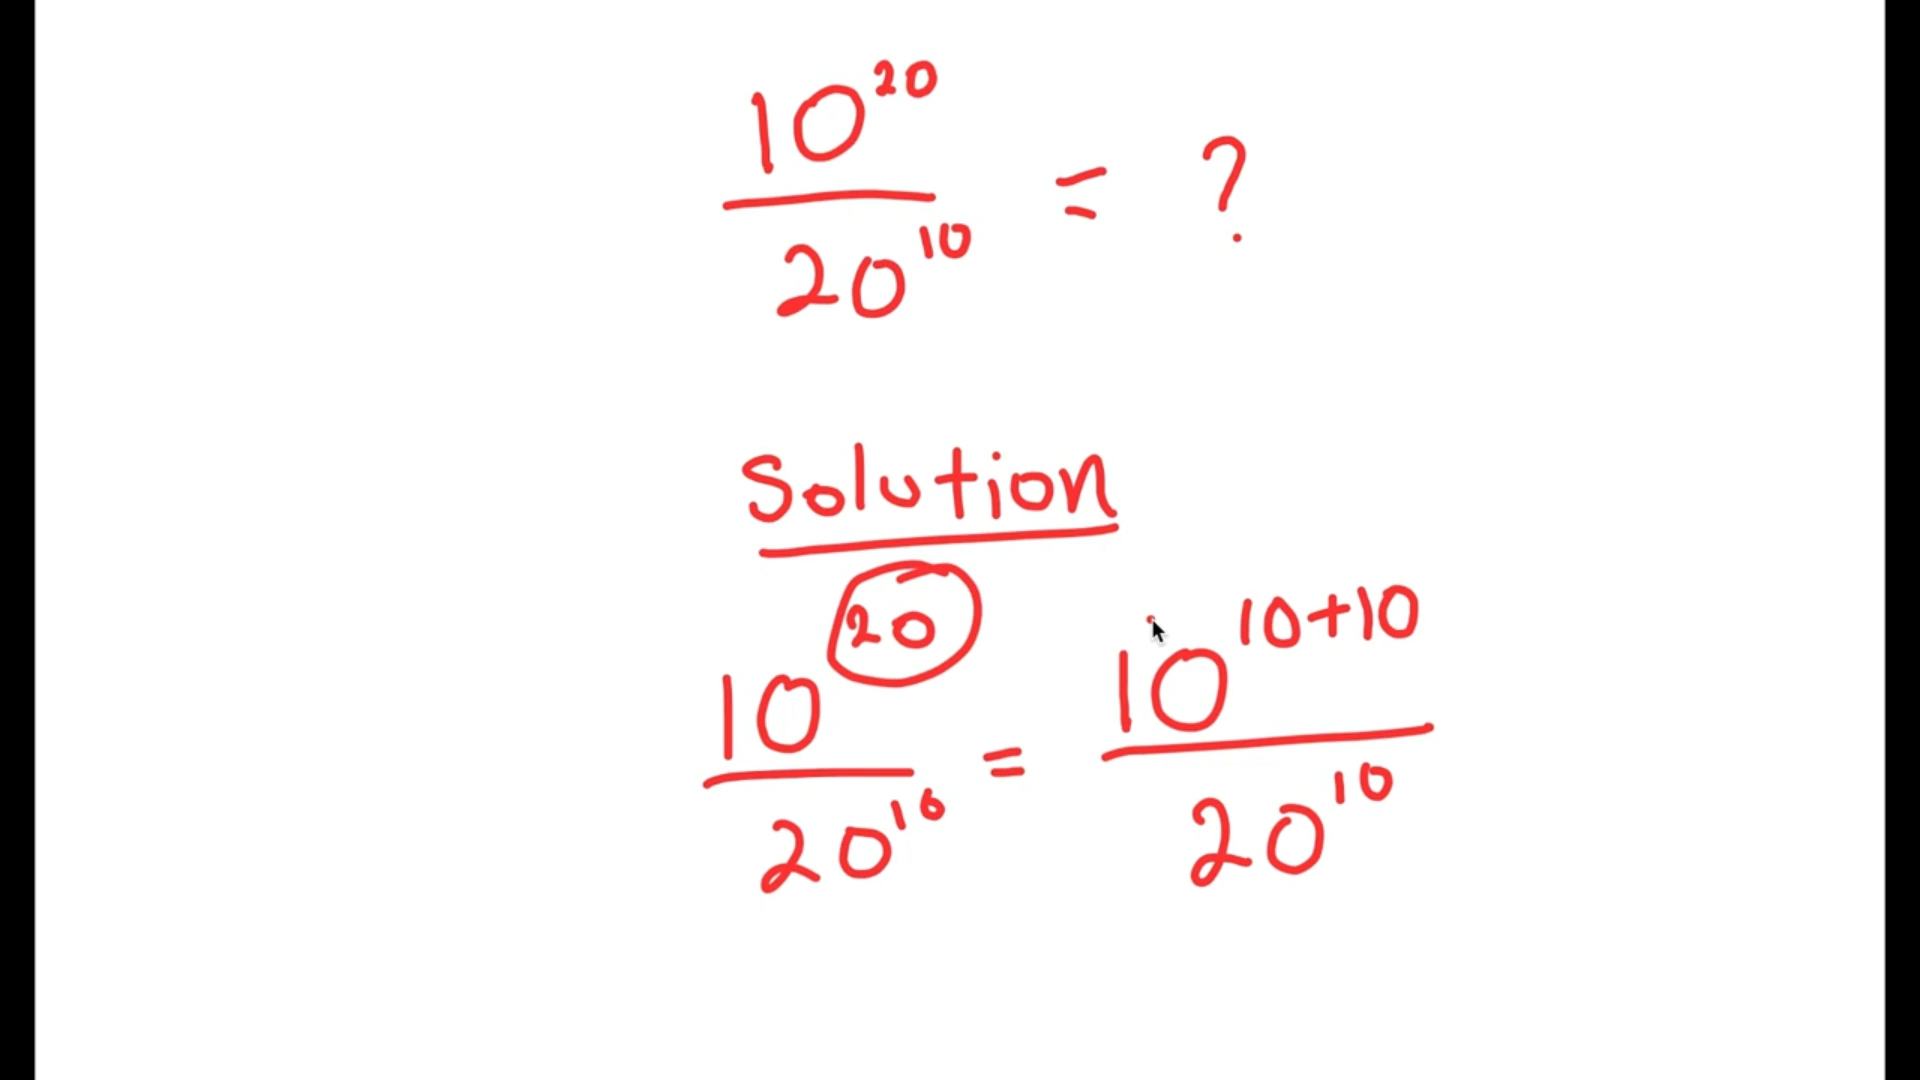 10^20 / 20^10 = ?
Solution
10^20 / 20^10 = 10^10+10 / 20^10